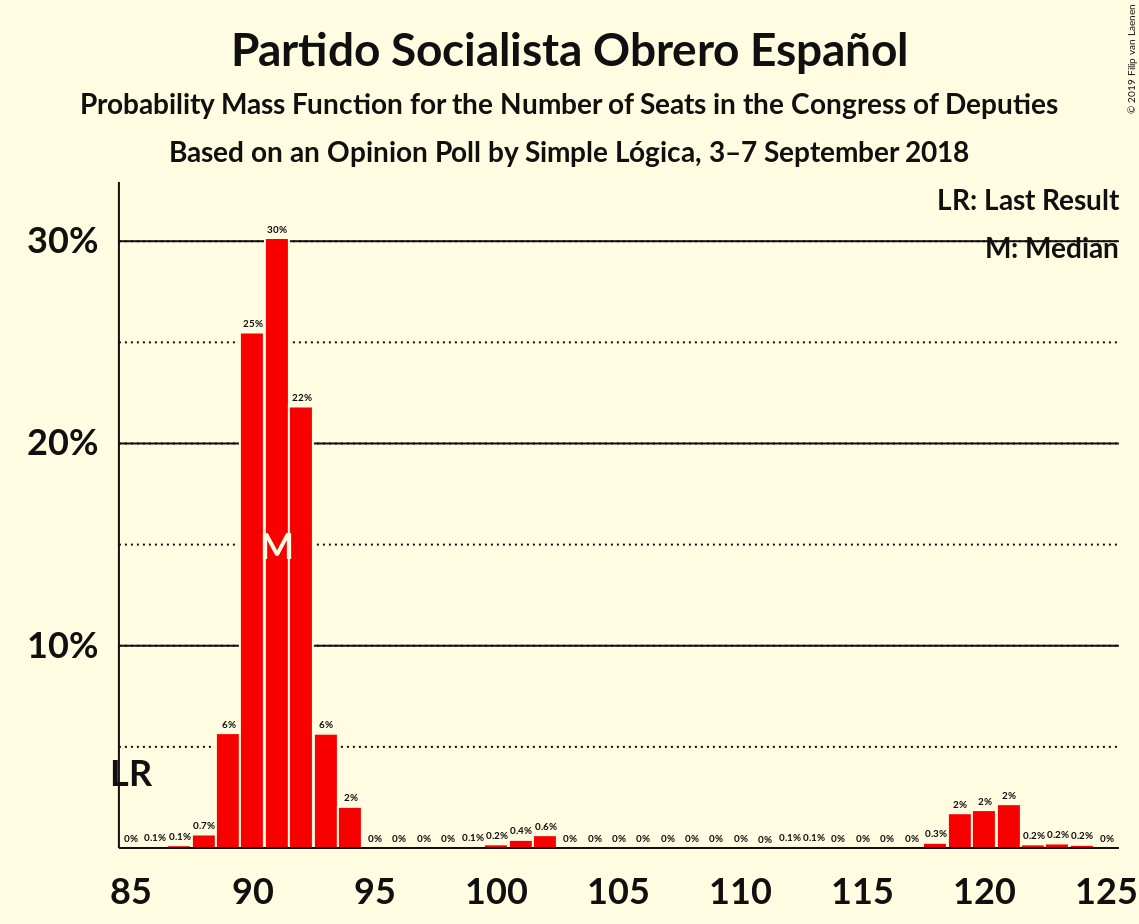 Partido Socialista Obrero Español
Probability Mass Function for the Number of Seats in the Congress of Deputies
Based on an Opinion Poll by Simple Lógica, 3–7 September 2018
© 2019 Filip van Laenen
LR: Last Result
M: Median
30%
20%
10%
LR
M
0% 0.1% 0.1% 0.7% 6% 25% 30% 22% 6% 2% 0% 0% 0% 0% 0.1% 0.2% 0.4% 0.6% 0% 0% 0% 0% 0% 0% 0% 0% 0% 0.1% 0.1% 0% 0% 0% 0% 0.3% 2% 2% 2% 0.2% 0.2% 0.2% 0%
85 90 95 100 105 110 115 120 125